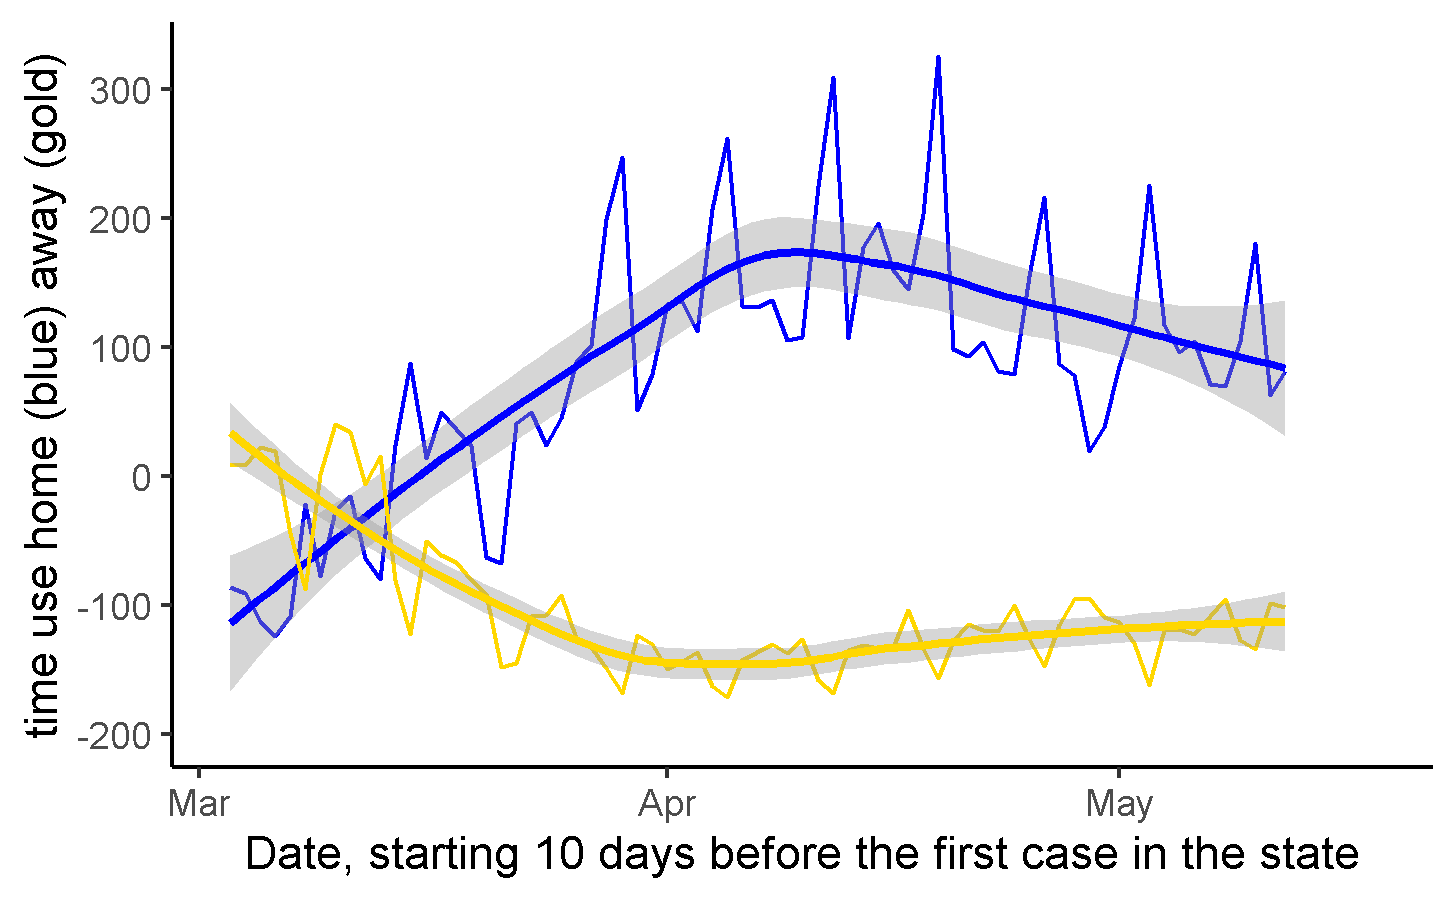 time use home (blue) away (gold)
300
200
100
0
-100
-200
Mar
Apr
May
Date, starting 10 days before the first case in the state